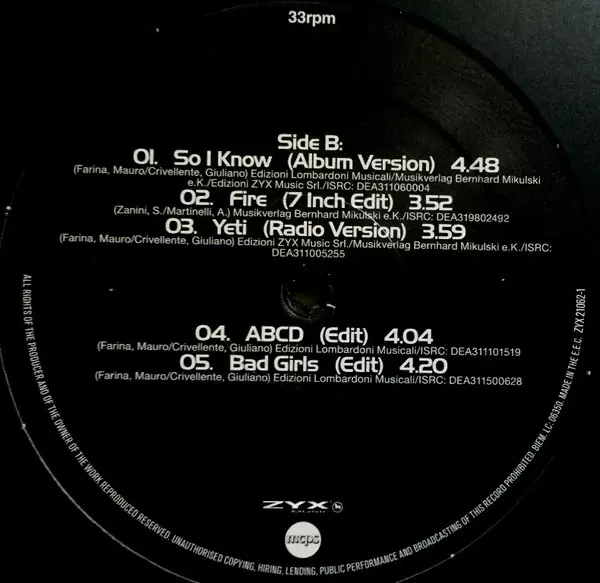 33rpm
Side B:
01. So I Know (Album Version) 4.48
(Farina, Mauro/Crivellente, Giuliano) Edizioni Lombardoni Musicali/Musikverlag Bernhard Mikulski
e.K./Edizioni ZYX Music Srl./ISRC: DEA311060004
02. Fire (7 Inch Edit) 3.52
(Zanini, S./Martinelli, A.) Musikverlag Bernhard Mikulski e.K./ISRC: DEA319802492
03. Yeti (Radio Version) 3.59
(Farina, Mauro/Crivellente, Giuliano) Edizioni ZYX Music Srl./Musikverlag Bernhard Mikulski e.K./ISRC:
DEA311005255
04. ABCD (Edit) 4.04
(Farina, Mauro/Crivellente, Giuliano) Edizioni Lombardoni Musicali/ISRC: DEA311101519
05. Bad Girls (Edit) 4.20
(Farina, Mauro/Crivellente, Giuliano) Edizioni Lombardoni Musicali/ISRC: DEA311500628
ZYX
MUSIC
mcps
ALL RIGHTS OF THE PRODUCER AND OF THE OWNER OF THE WORK REPRODUCED RESERVED. UNAUTHORISED COPYING, HIRING, LENDING, PUBLIC PERFORMANCE AND BROADCASTING OF THIS RECORD PROHIBITED. BIEM. LC-06350. MADE IN THE E.E.C. ZYX 21062-1